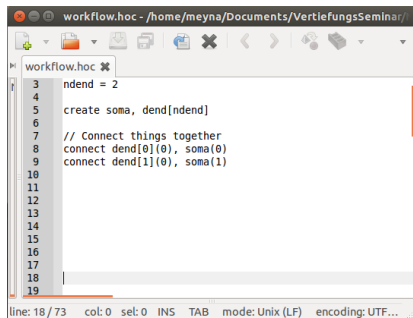 workflow.hoc - /home/meyna/Documents/VertiefungsSeminar/
workflow.hoc
3 ndend = 2
4
5 create soma, dend[ndend]
6
7 // Connect things together
8 connect dend[0](0), soma(0)
9 connect dend[1](0), soma(1)
10
11
12
13
14
15
16
17
18
19
line: 18 / 73 col: 0 sel: 0 INS TAB mode: Unix (LF) encoding: UTF...